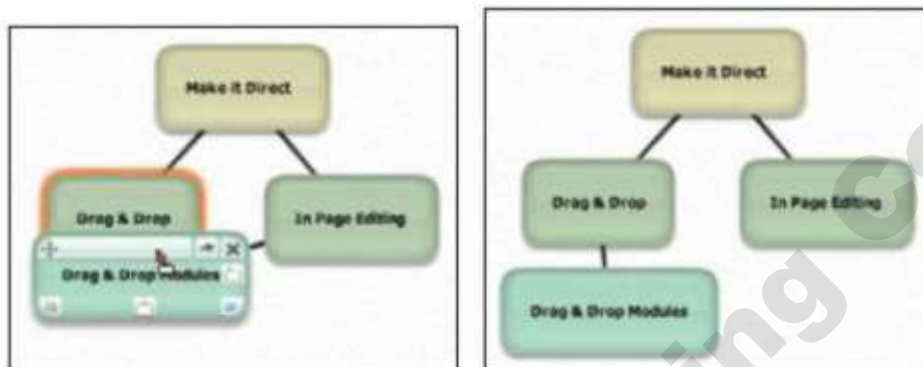 Make it Direct
Drag & Drop
In Page Editing
Drag & Drop Modules
Make it Direct
Drag & Drop
In Page Editing
Drag & Drop Modules